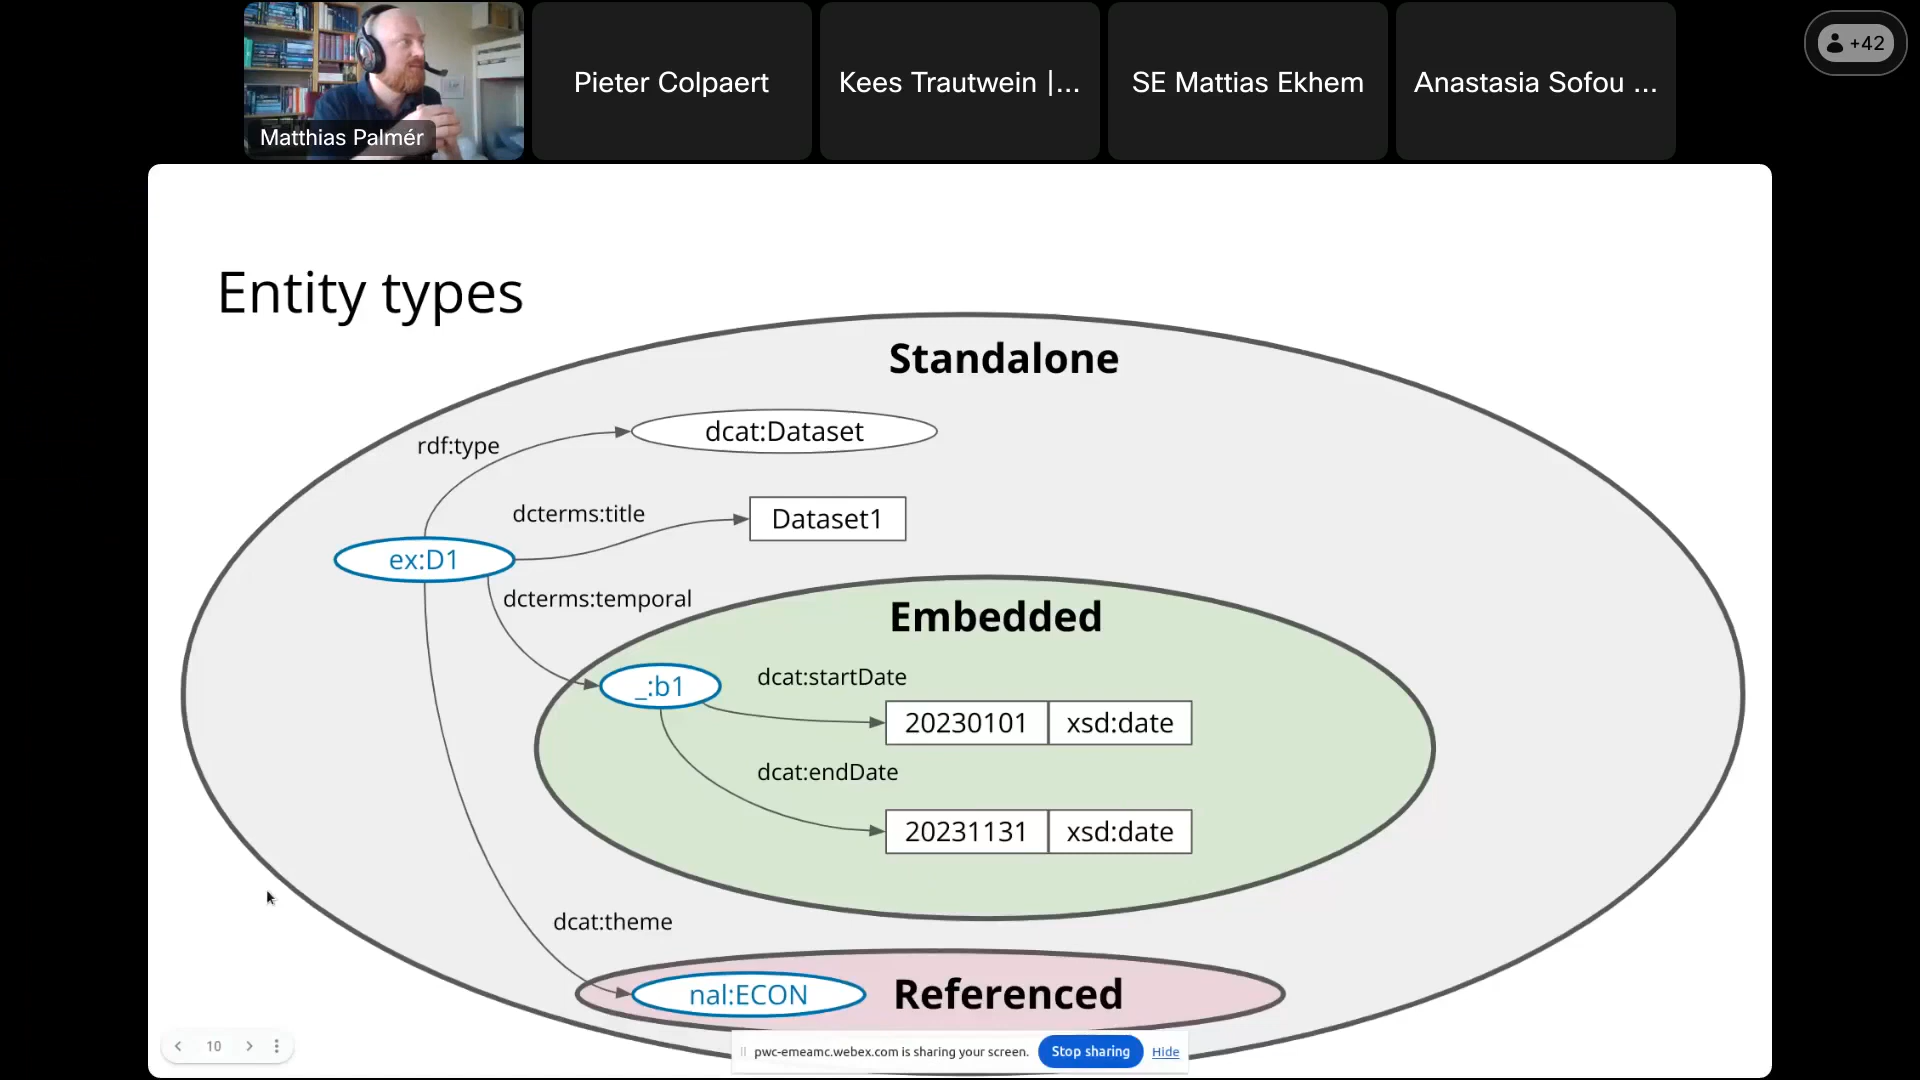 Matthias Palmér
Pieter Colpaert
Kees Trautwein |...
SE Mattias Ekhem
Anastasia Sofou ...
+42
Entity types
Standalone
rdf:type
dcat:Dataset
dcterms:title
Dataset1
ex:D1
dcterms:temporal
Embedded
_:b1
dcat:startDate
20230101 xsd:date
dcat:endDate
20231131 xsd:date
dcat:theme
nal:ECON
Referenced
10
pwc-emeamc.webex.com is sharing your screen. Stop sharing Hide